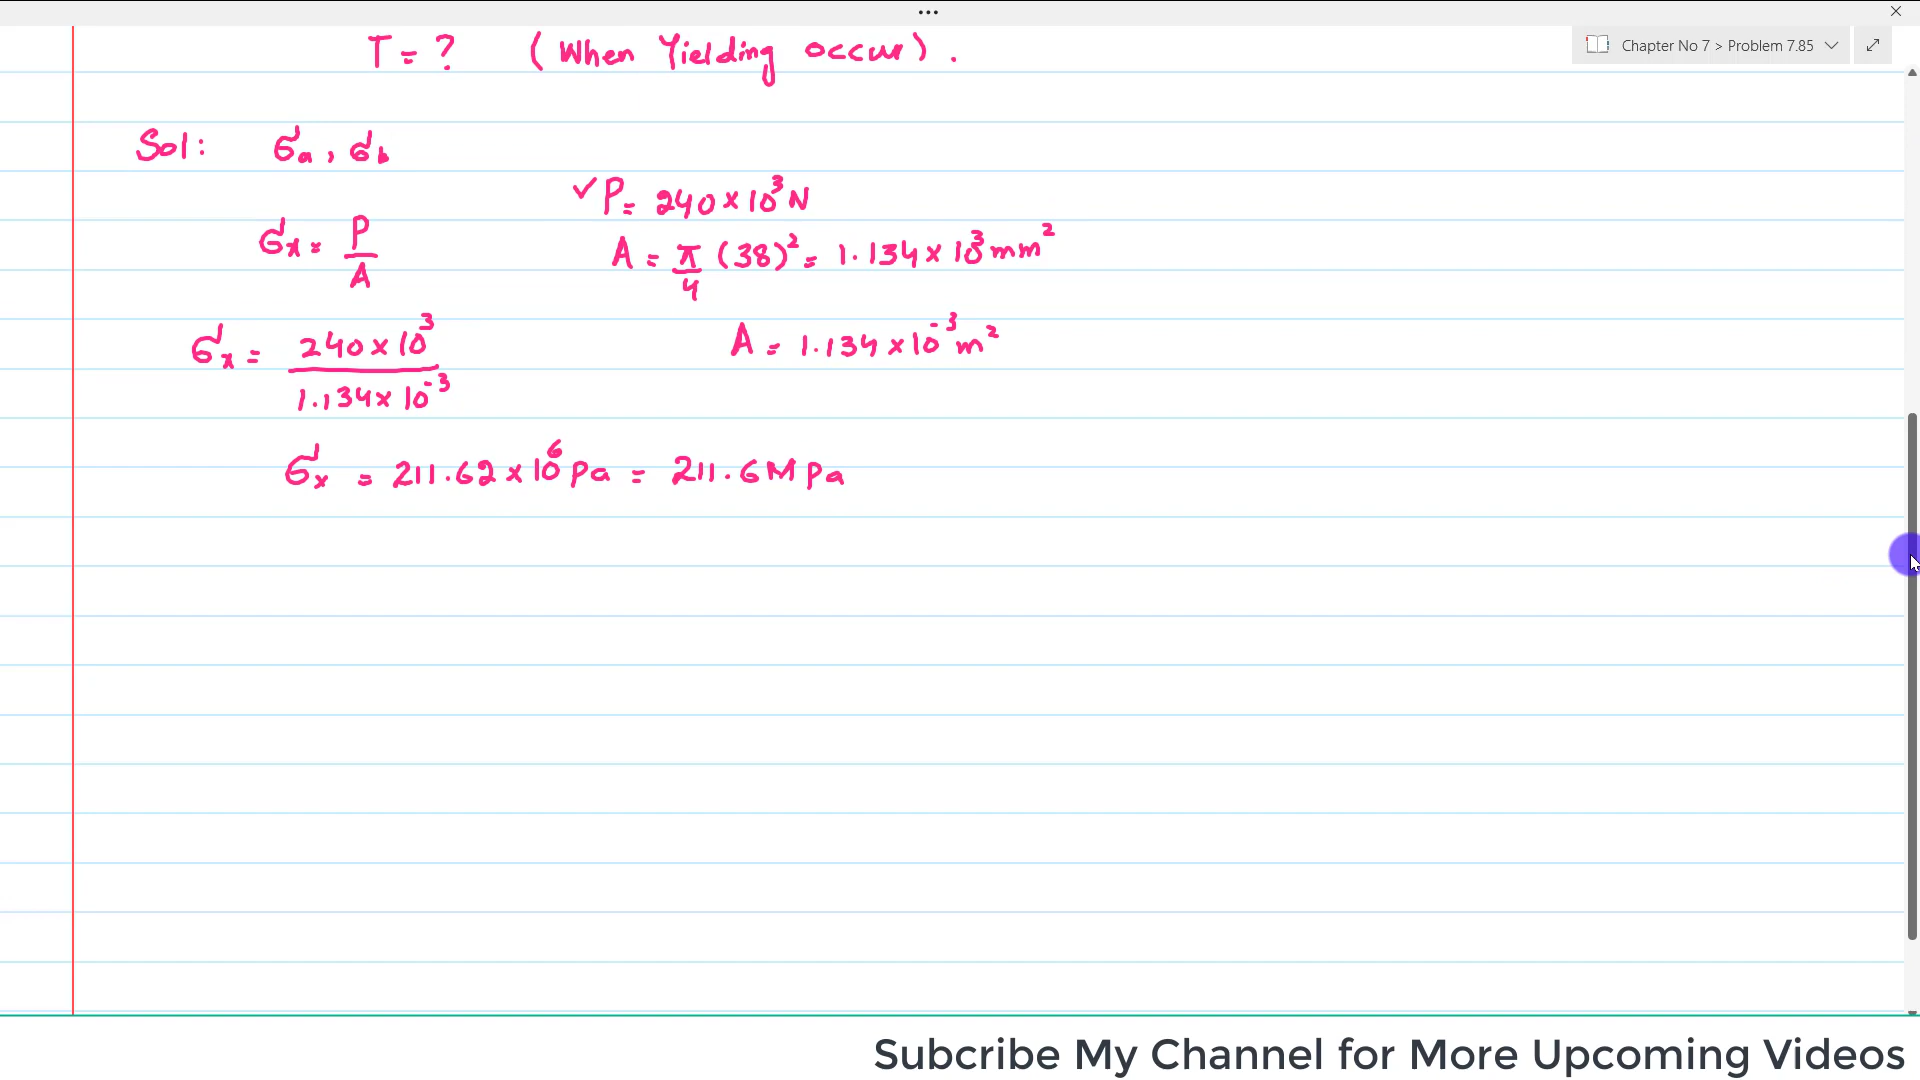 Chapter No 7 > Problem 7.85
T = ? (When Yielding occur).
Sol: σa, σb
✓ P = 240 × 10³ N
σx = P/A
A = π/4 (38)² = 1.134 × 10³ mm²
σx = 240 × 10³ / 1.134 × 10⁻³
A = 1.134 × 10⁻³ m²
σx = 211.62 × 10⁶ Pa = 211.6 M Pa
Subcribe My Channel for More Upcoming Videos